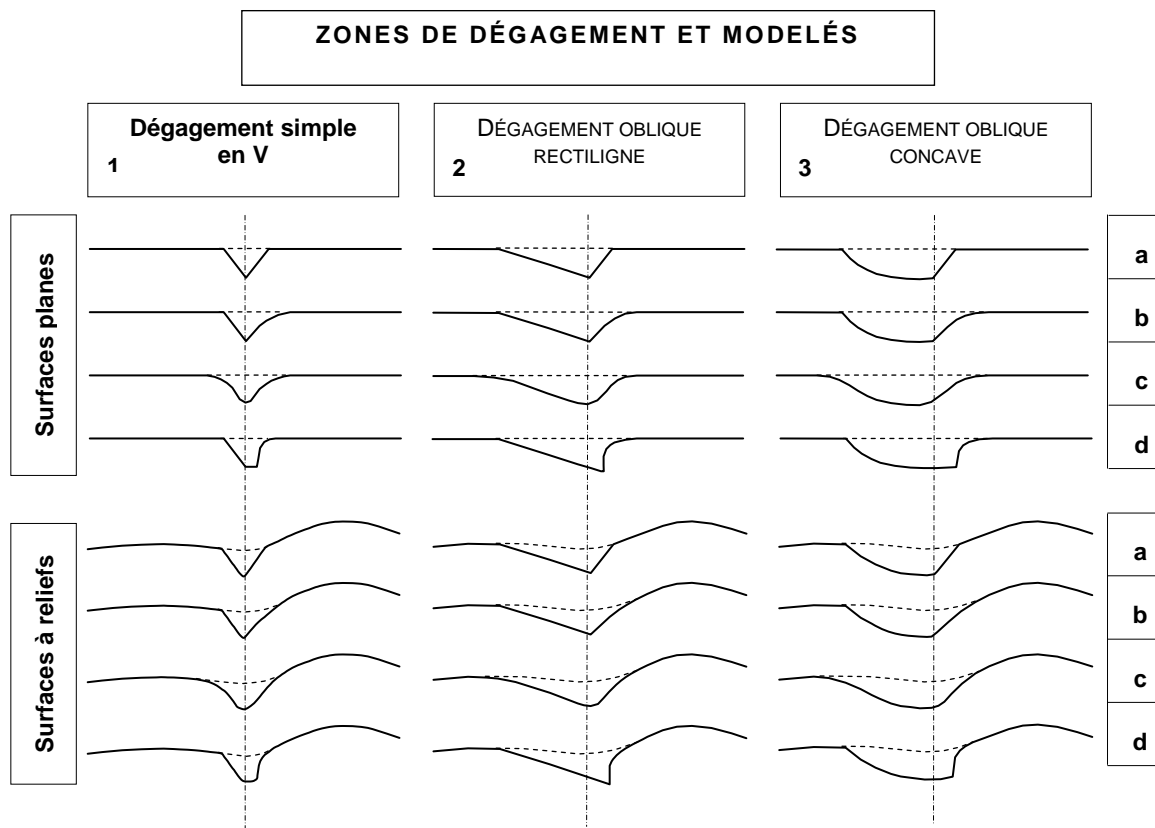 ZONES DE DÉGAGEMENT ET MODELÉS
Dégagement simple
en V
1
DÉGAGEMENT OBLIQUE
RECTILIGNE
2
DÉGAGEMENT OBLIQUE
CONCAVE
3
Surfaces planes
a
b
c
d
Surfaces à reliefs
a
b
c
d